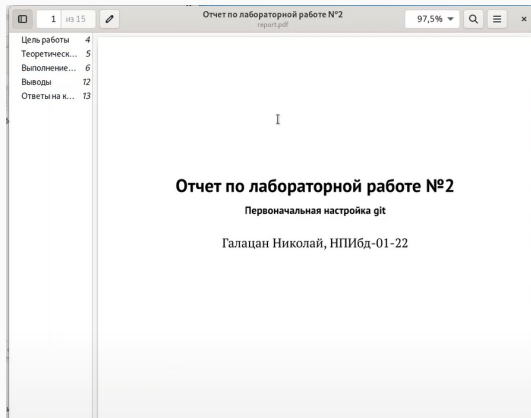 1 из 15
Отчет по лабораторной работе №2
report.pdf
97,5%
Цель работы 4
Теоретическ... 5
Выполнение... 6
Выводы 12
Ответы на к... 13
Отчет по лабораторной работе №2
Первоначальная настройка git
Галацан Николай, НПИбд-01-22